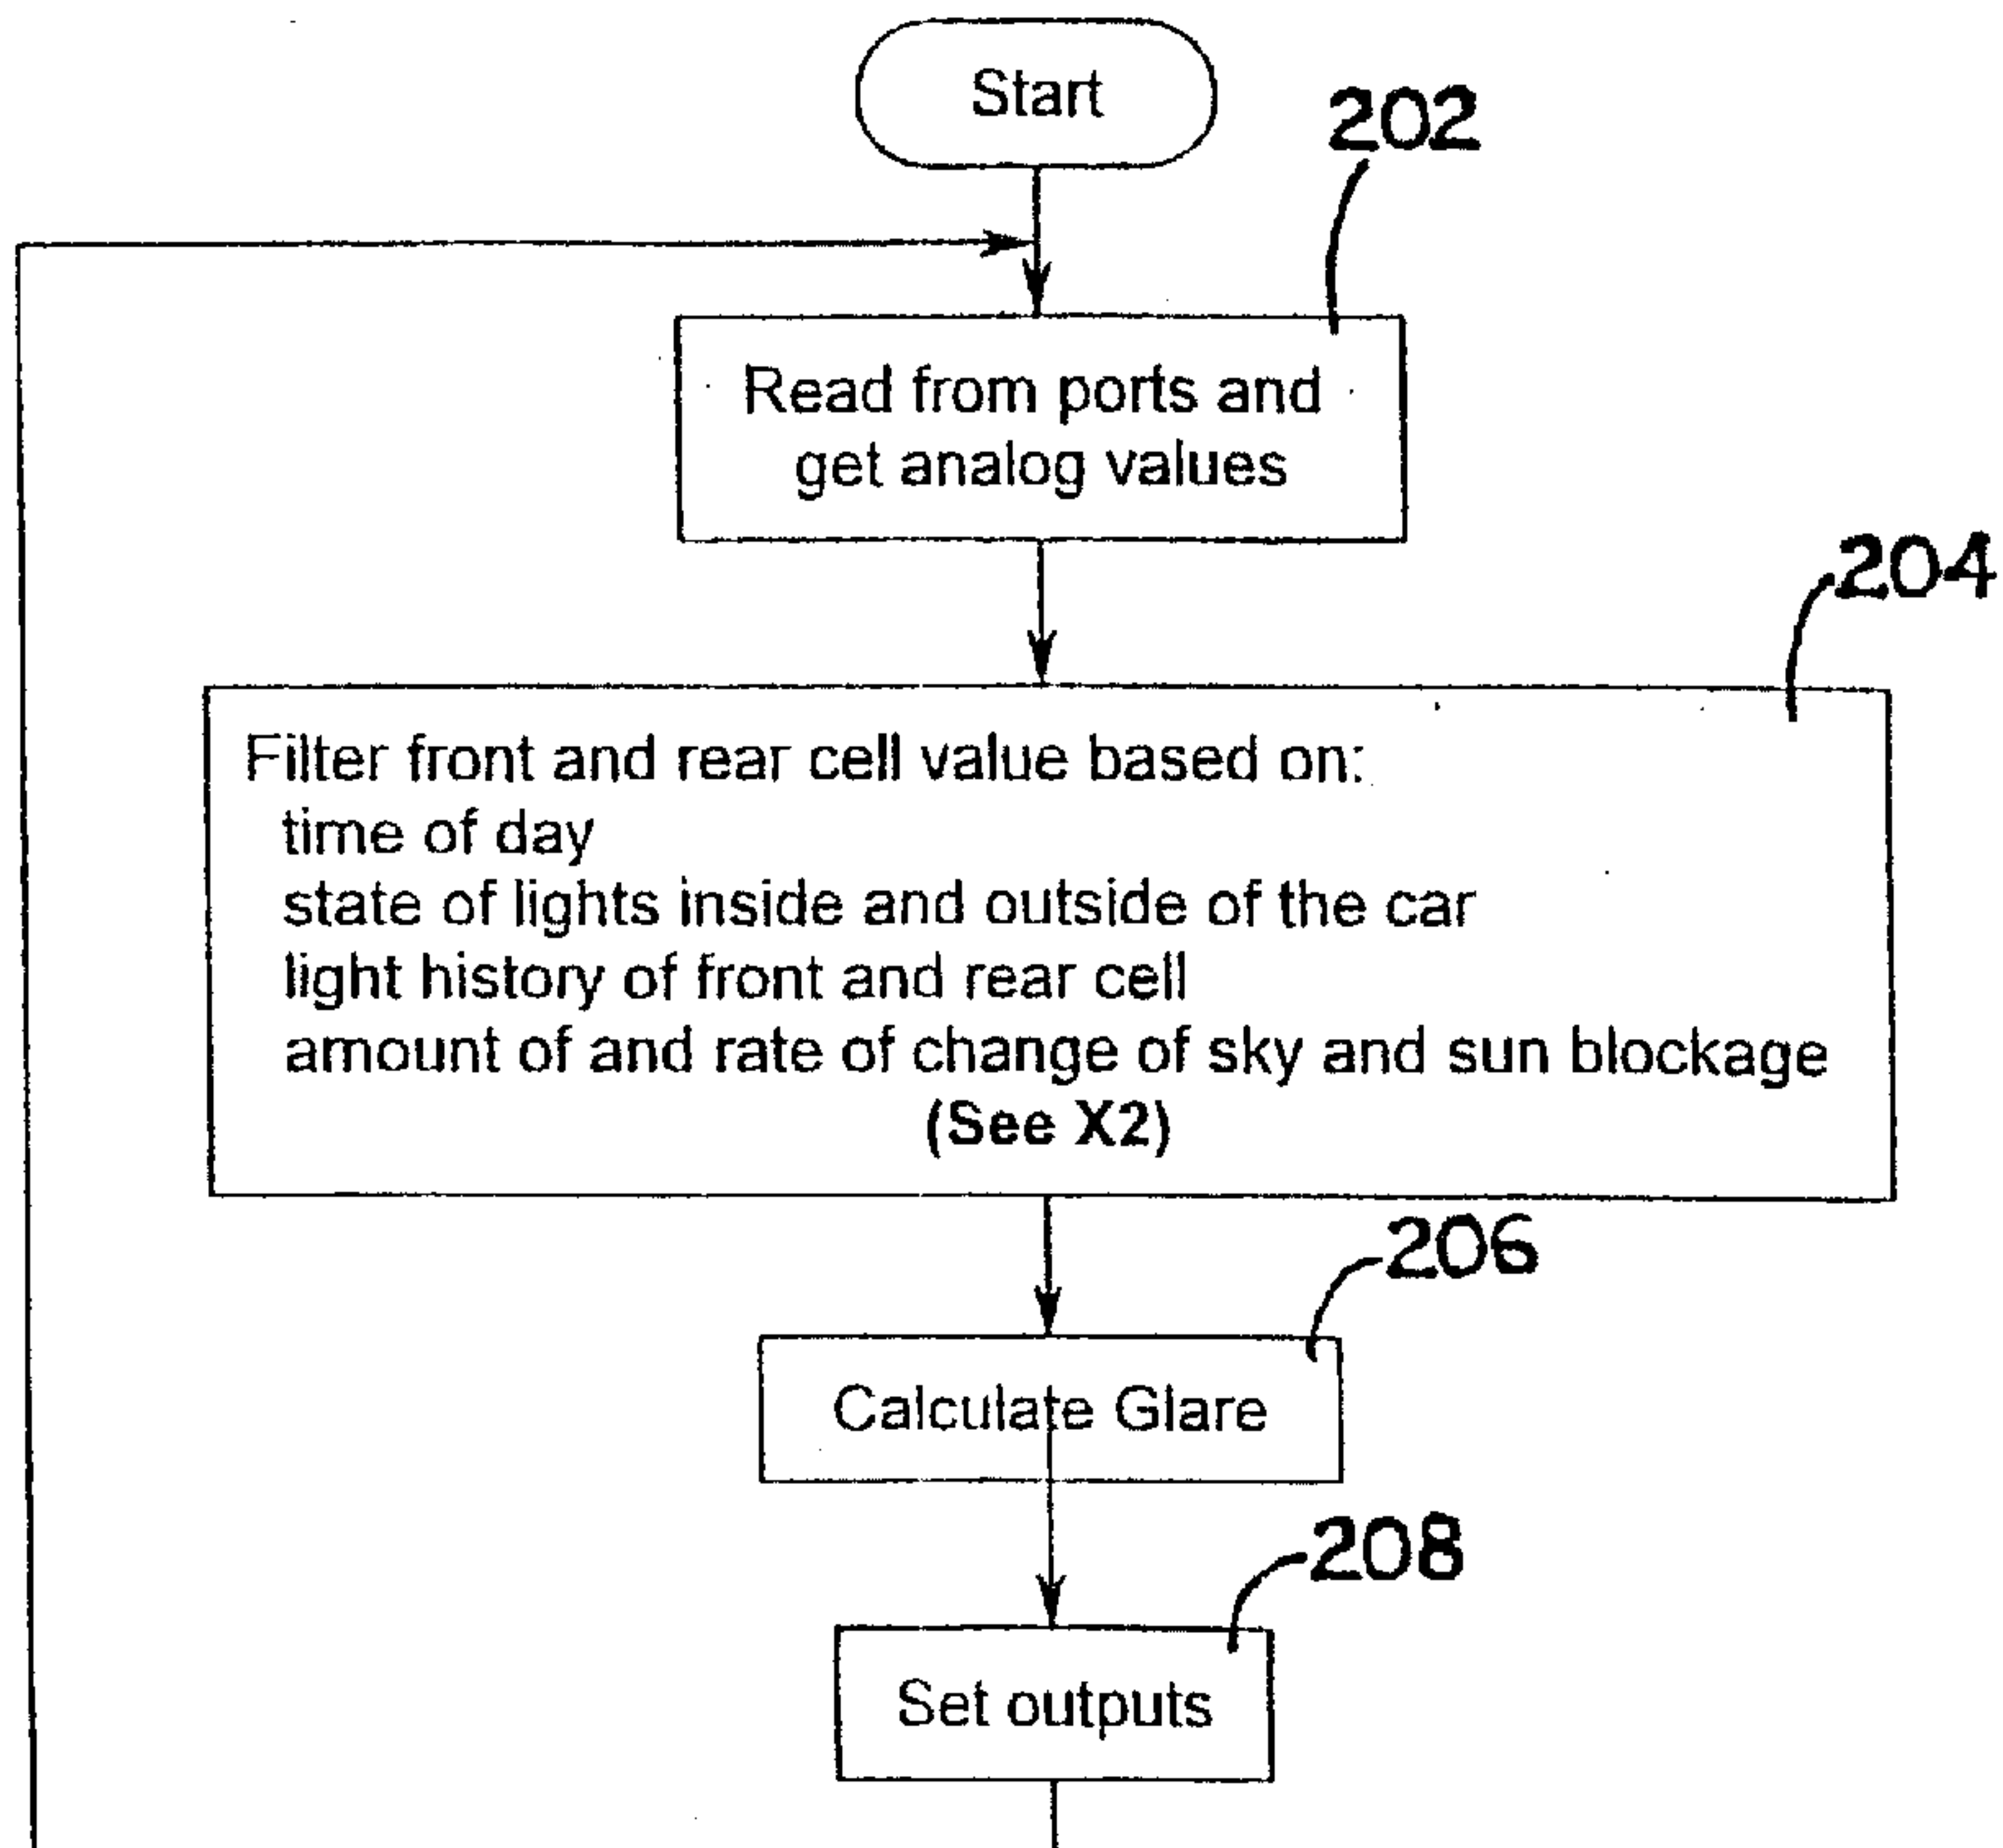 Start
202
Read from ports and
get analog values
204
Filter front and rear cell value based on:
time of day
state of lights inside and outside of the car
light history of front and rear cell
amount of and rate of change of sky and sun blockage
(See X2)
206
Calculate Glare
208
Set outputs